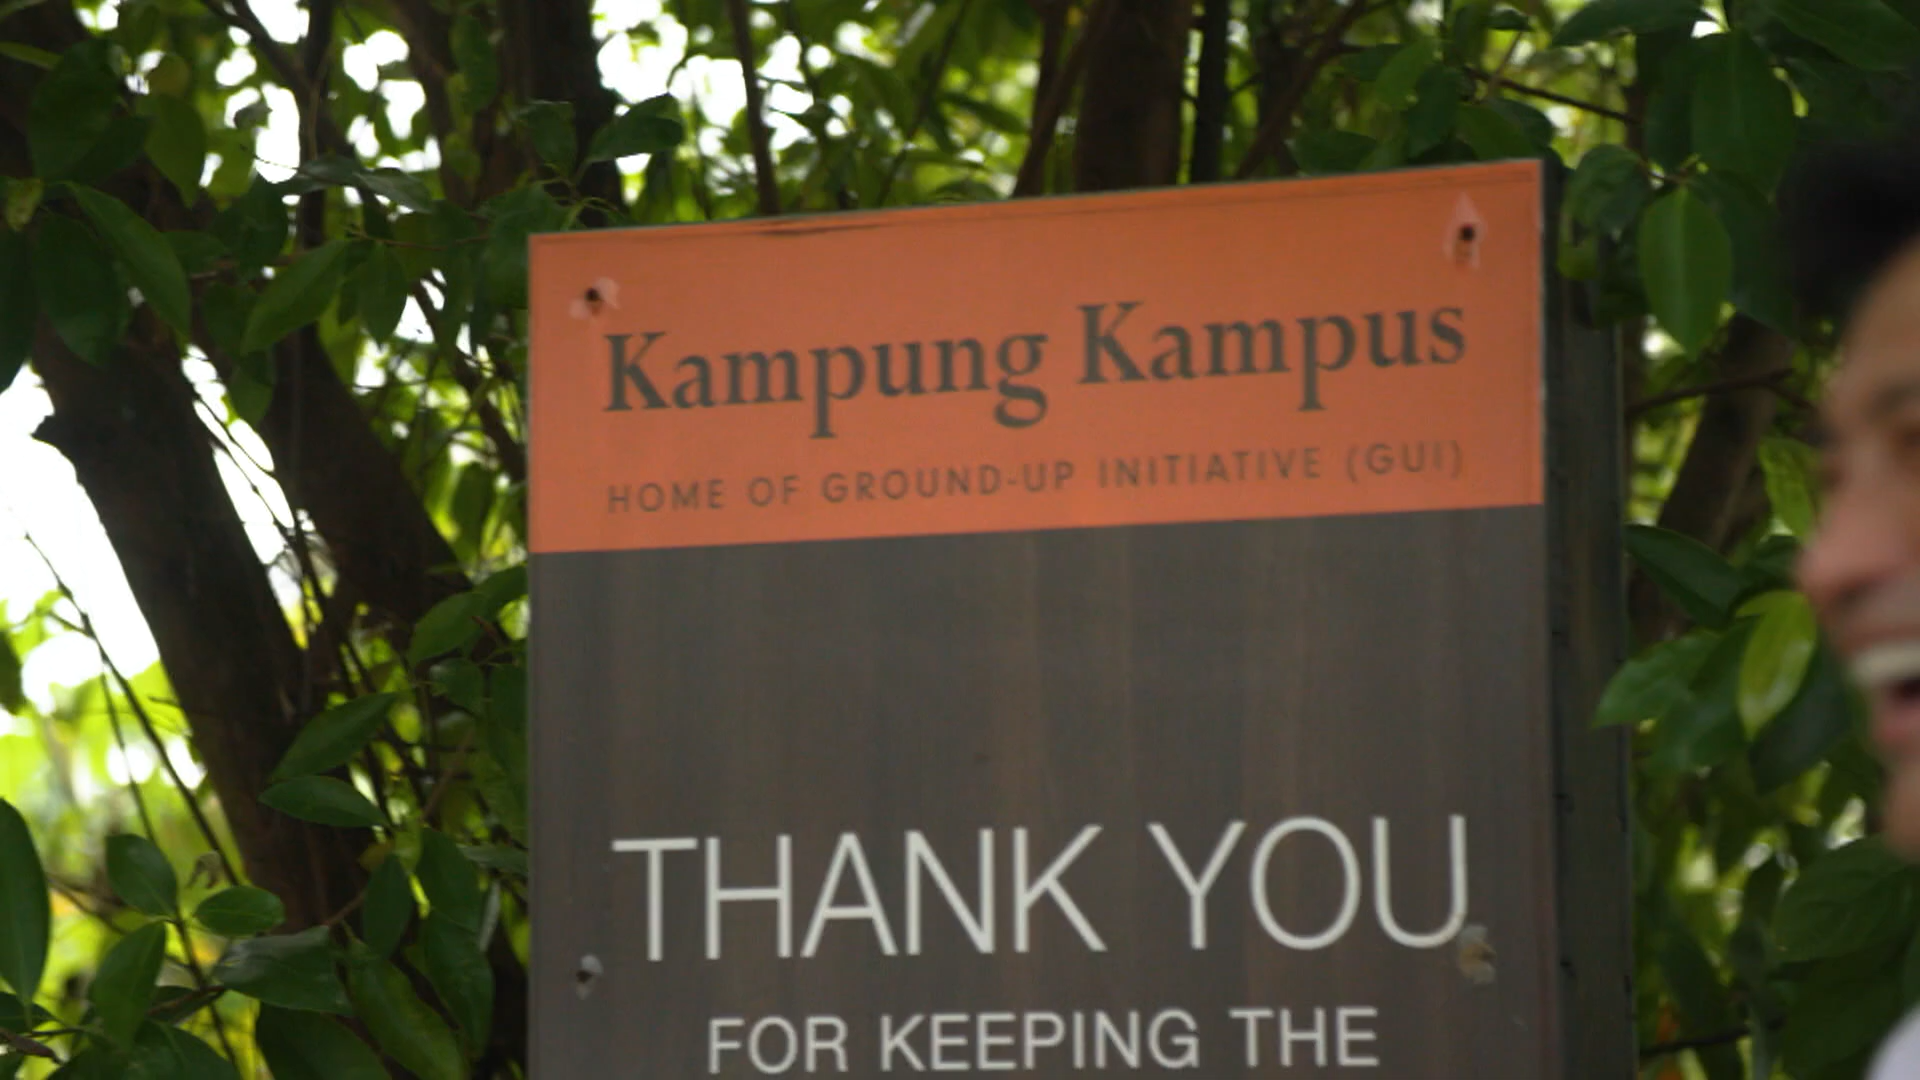 Kampung Kampus
HOME OF GROUND-UP INITIATIVE (GUI)
THANK YOU
FOR KEEPING THE